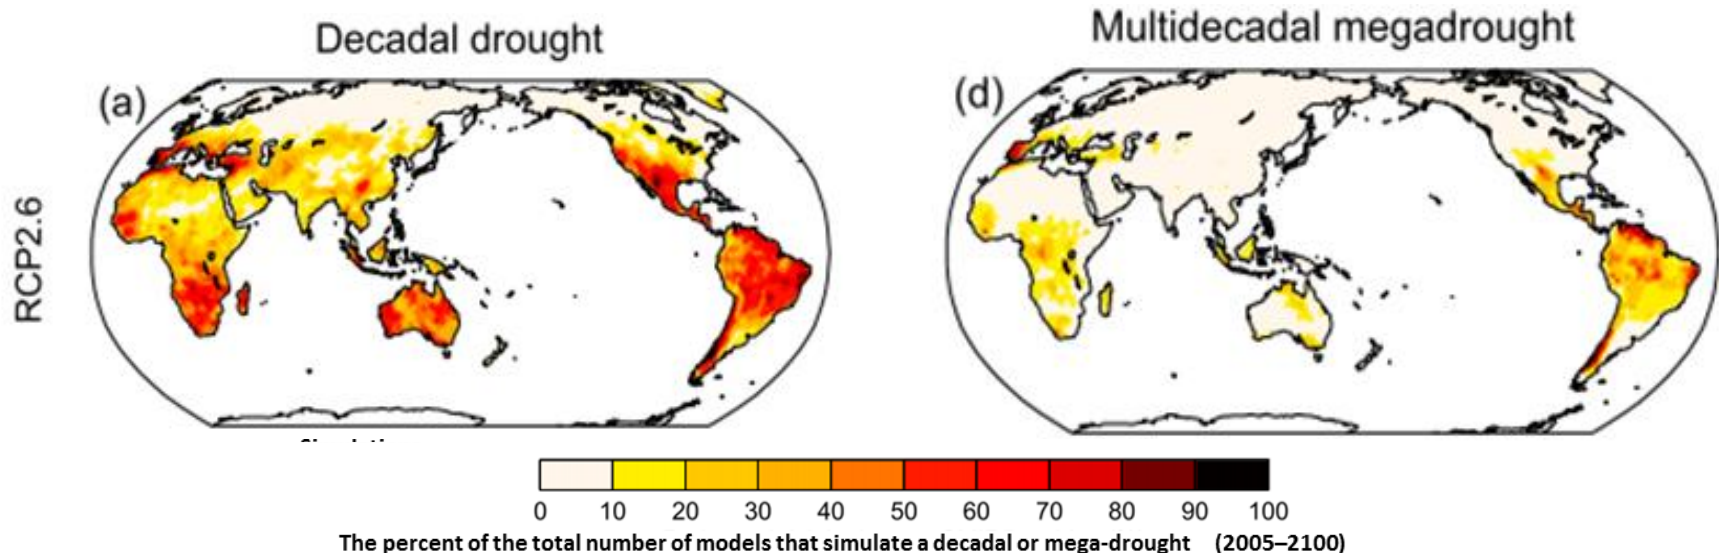 Decadal drought
Multidecadal megadrought
(a)
(d)
RCP2.6
0 10 20 30 40 50 60 70 80 90 100
The percent of the total number of models that simulate a decadal or mega-drought (2005–2100)